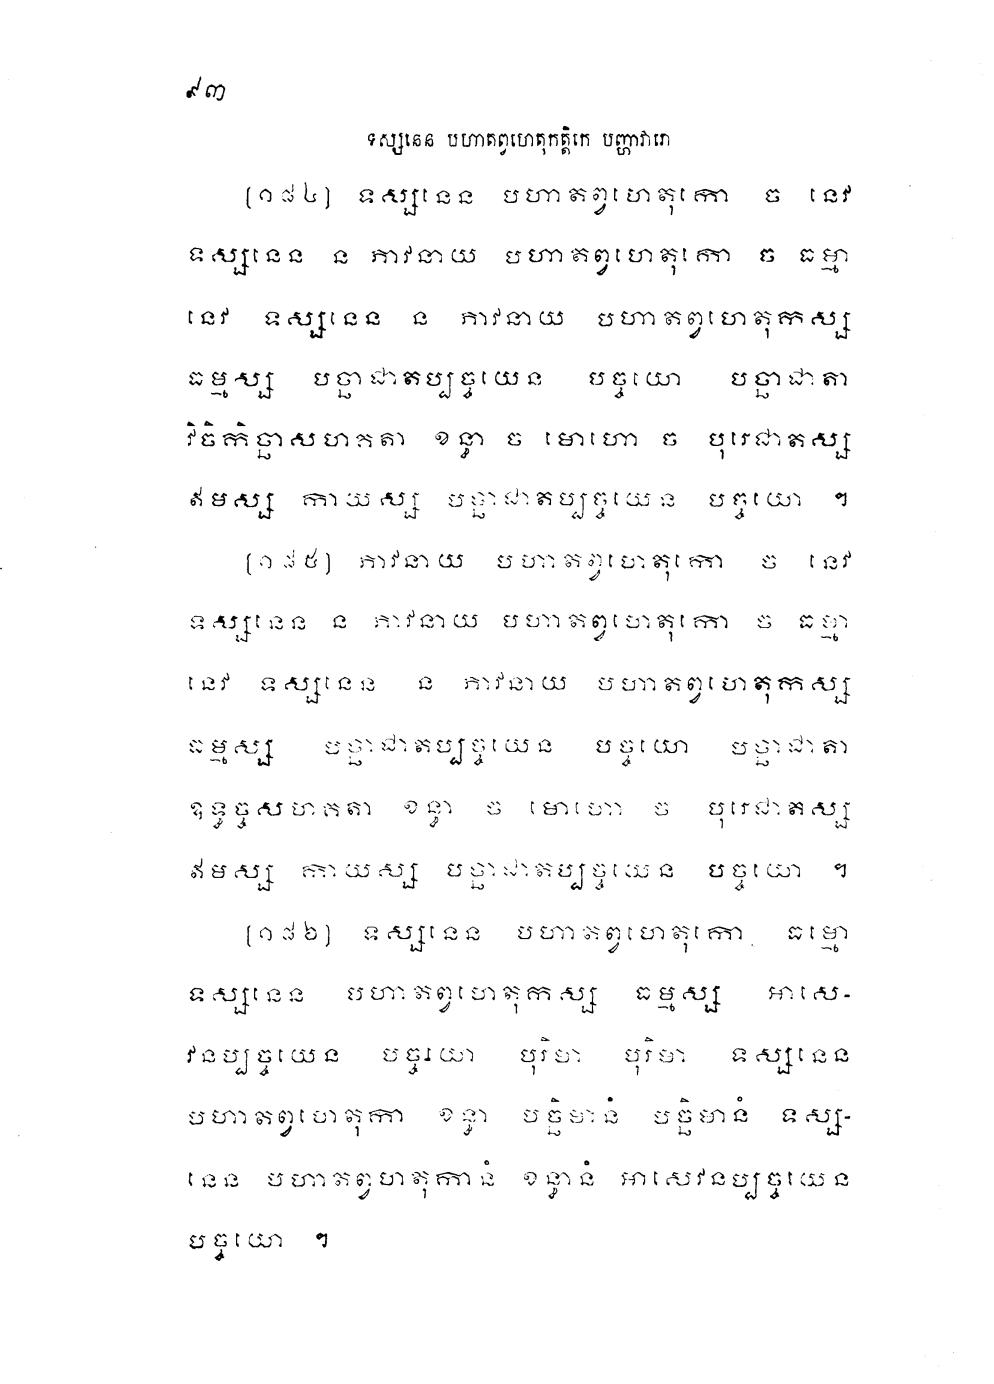 ៩៣
ទស្សនេន បហាតព្វហេតុកត្តិកេ បញ្ហាវារោ
[១៨៤] ទស្សនេន បហាតព្វហេតុកោ ច នេវ
ទស្សនេន ន ភាវនាយ បហាតព្វហេតុកោ ច ធម្មា
នេវ ទស្សនេន ន ភាវនាយ បហាតព្វហេតុកស្ស
ធម្មស្ស បច្ឆាជាតប្បច្ចយេន បច្ចយោ បច្ឆាជាតា
វិចិកិច្ឆាសហគតា ខន្ធា ច មោហោ ច បុរេជាតស្ស
ឥមស្ស កាយស្ស បច្ឆាជាតប្បច្ចយេន បច្ចយោ ។
[១៨៥] ភាវនាយ បហាតព្វហេតុកោ ច នេវ
ទស្សនេន ន ភាវនាយ បហាតព្វហេតុកោ ច ធម្មា
នេវ ទស្សនេន ន ភាវនាយ បហាតព្វហេតុកស្ស
ធម្មស្ស បច្ឆាជាតប្បច្ចយេន បច្ចយោ បច្ឆាជាតា
ឧទ្ធច្ចសហគតា ខន្ធា ច មោហោ ច បុរេជាតស្ស
ឥមស្ស កាយស្ស បច្ឆាជាតប្បច្ចយេន បច្ចយោ ។
[១៨៦] ទស្សនេន បហាតព្វហេតុកោ ធម្មោ
ទស្សនេន បហាតព្វហេតុកស្ស ធម្មស្ស អាសេ-
វនប្បច្ចយេន បច្ចយោ បុរិមា បុរិមា ទស្សនេន
បហាតព្វហេតុកា ខន្ធា បច្ឆិមានំ បច្ឆិមានំ ទស្ស-
នេន បហាតព្វហេតុកានំ ខន្ធានំ អាសេវនប្បច្ចយេន
បច្ចយោ ។